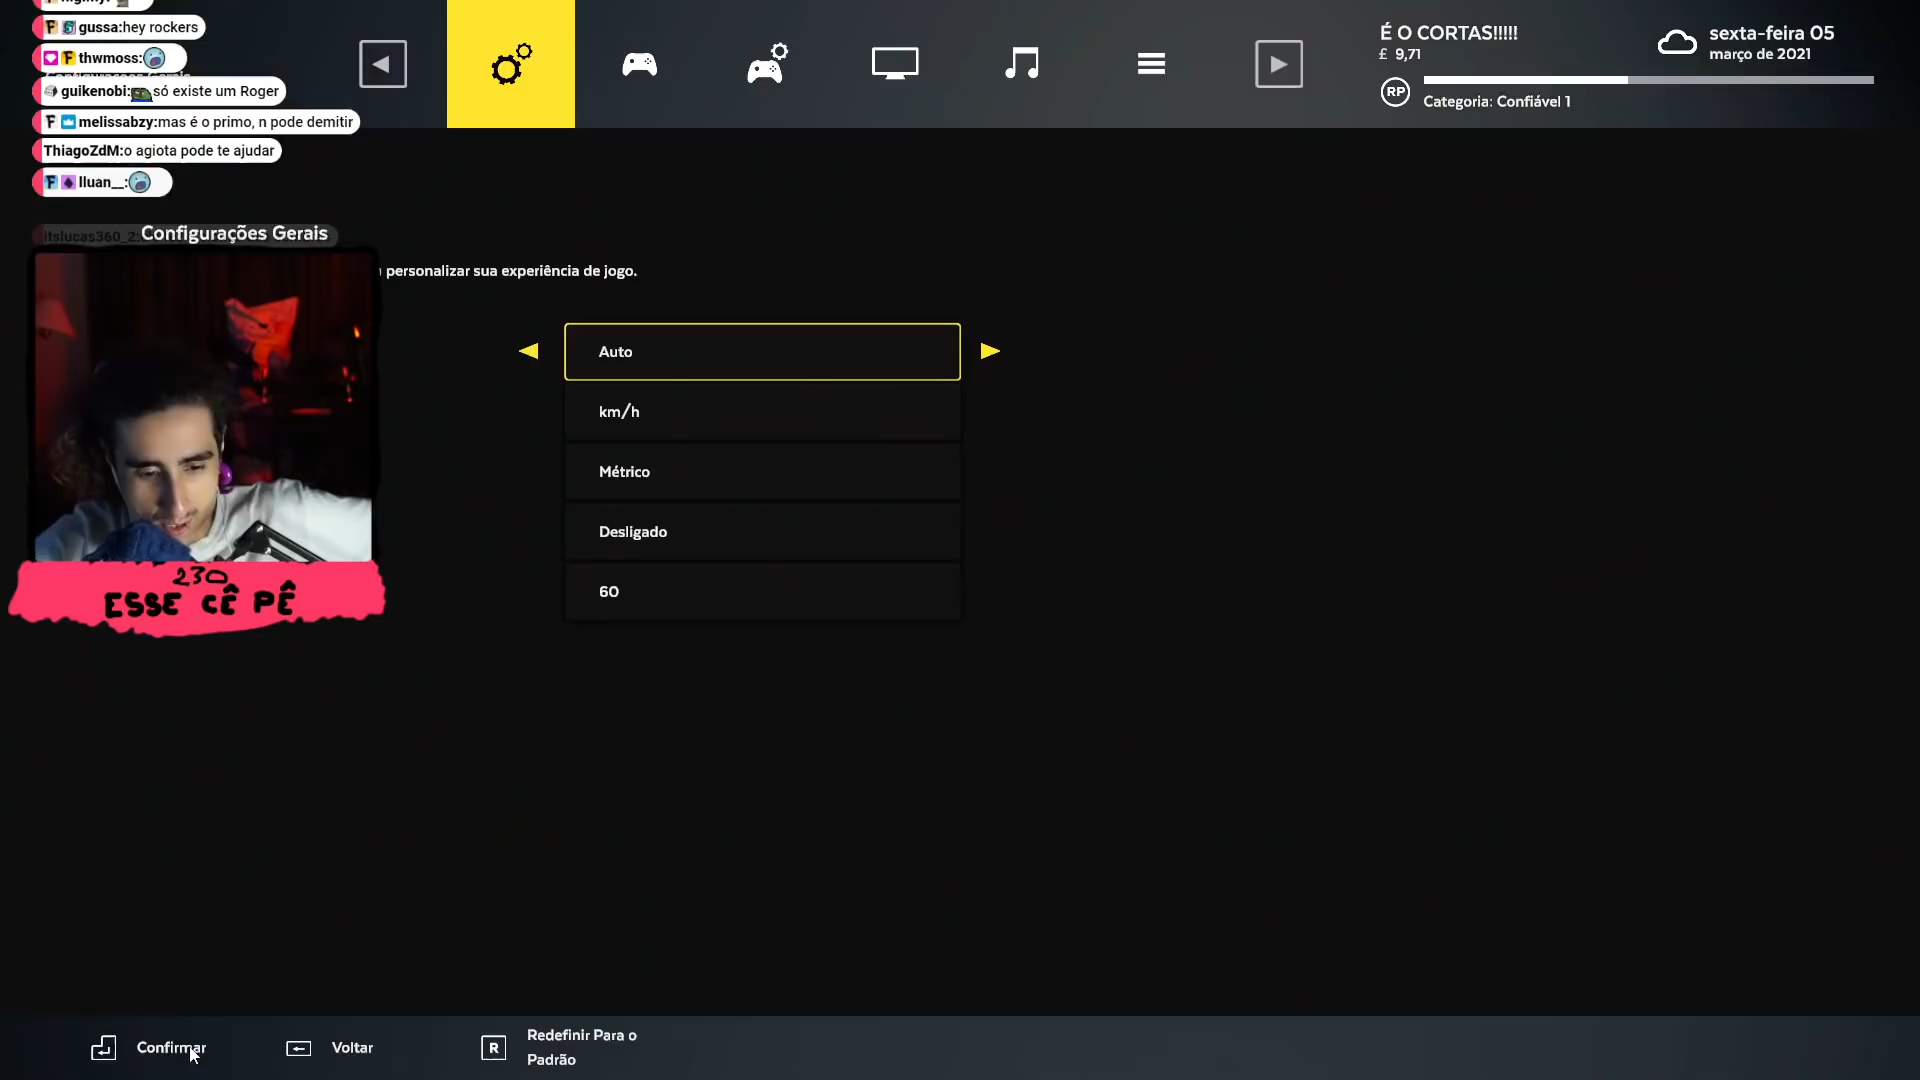 gussa:hey rockers
thwmoss:
guikenobi: só existe um Roger
melissabzy:mas é o primo, n pode demitir
ThiagoZdM:o agiota pode te ajudar
lluan__:
itslucas360_2:
Configurações Gerais
personalizar sua experiência de jogo.
Auto
km/h
Métrico
Desligado
60
230
ESSE CÊ PÊ
É O CORTAS!!!!!
£ 9,71
RP
Categoria: Confiável 1
sexta-feira 05
março de 2021
Confirmar
Voltar
R
Redefinir Para o
Padrão